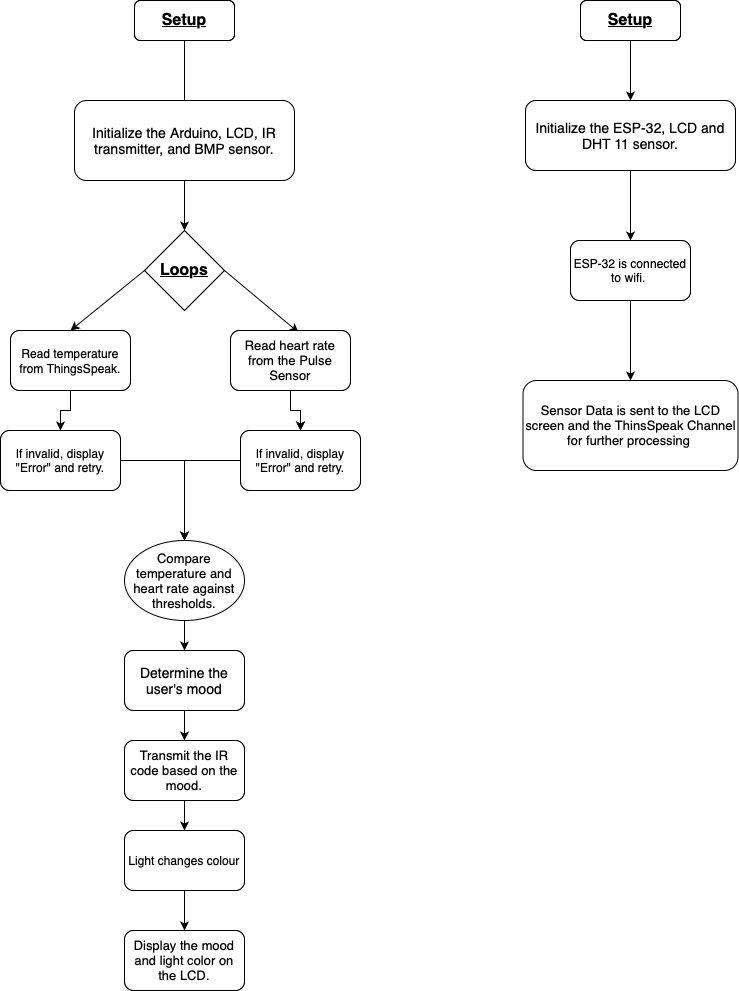 Setup
Initialize the Arduino, LCD, IR
transmitter, and BMP sensor.
Loops
Read temperature
from ThingsSpeak.
Read heart rate
from the Pulse
Sensor
If invalid, display
"Error" and retry.
If invalid, display
"Error" and retry.
Compare
temperature and
heart rate against
thresholds.
Determine the
user's mood
Transmit the IR
code based on the
mood.
Light changes colour
Display the mood
and light color on
the LCD.
Setup
Initialize the ESP-32, LCD and
DHT 11 sensor.
ESP-32 is connected
to wifi.
Sensor Data is sent to the LCD
screen and the ThinsSpeak Channel
for further processing